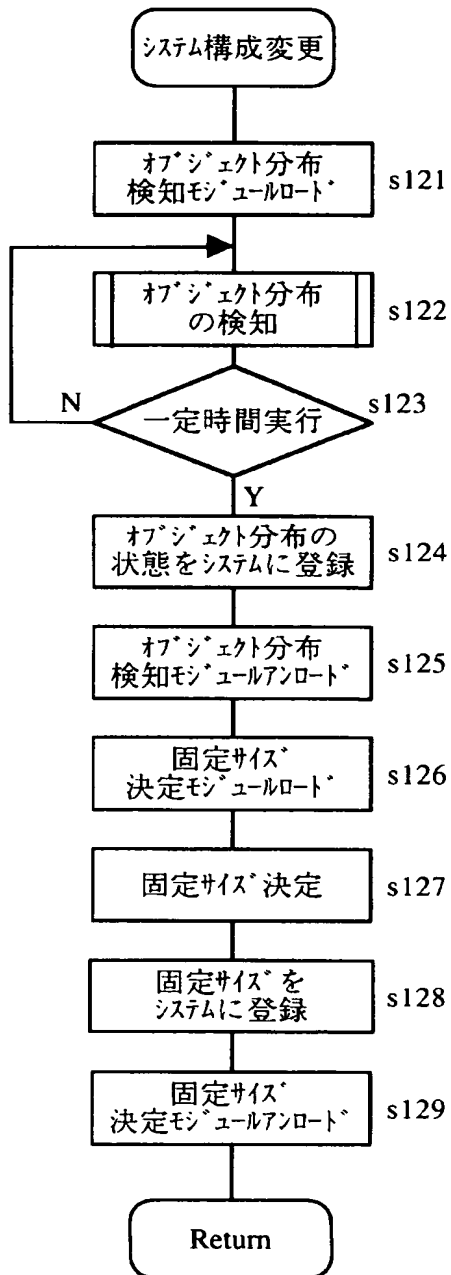 ｼｽﾃﾑ構成変更
ｵﾌﾞｼﾞｪｸﾄ分布
検知ﾓｼﾞｭｰﾙﾛｰﾄﾞ
s121
ｵﾌﾞｼﾞｪｸﾄ分布
の検知
s122
N
一定時間実行
s123
Y
ｵﾌﾞｼﾞｪｸﾄ分布の
状態をｼｽﾃﾑに登録
s124
ｵﾌﾞｼﾞｪｸﾄ分布
検知ﾓｼﾞｭｰﾙｱﾝﾛｰﾄﾞ
s125
固定ｻｲｽﾞ
決定ﾓｼﾞｭｰﾙﾛｰﾄﾞ
s126
固定ｻｲｽﾞ決定
s127
固定ｻｲｽﾞを
ｼｽﾃﾑに登録
s128
固定ｻｲｽﾞ
決定ﾓｼﾞｭｰﾙｱﾝﾛｰﾄﾞ
s129
Return